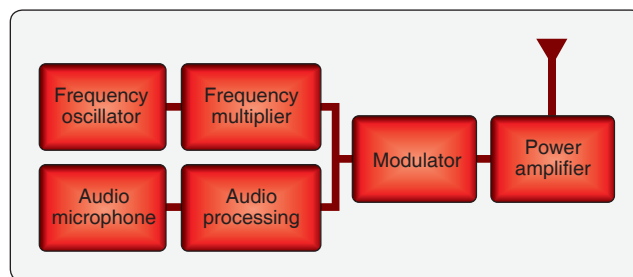 Frequency
oscillator
Frequency
multiplier
Modulator
Power
amplifier
Audio
microphone
Audio
processing